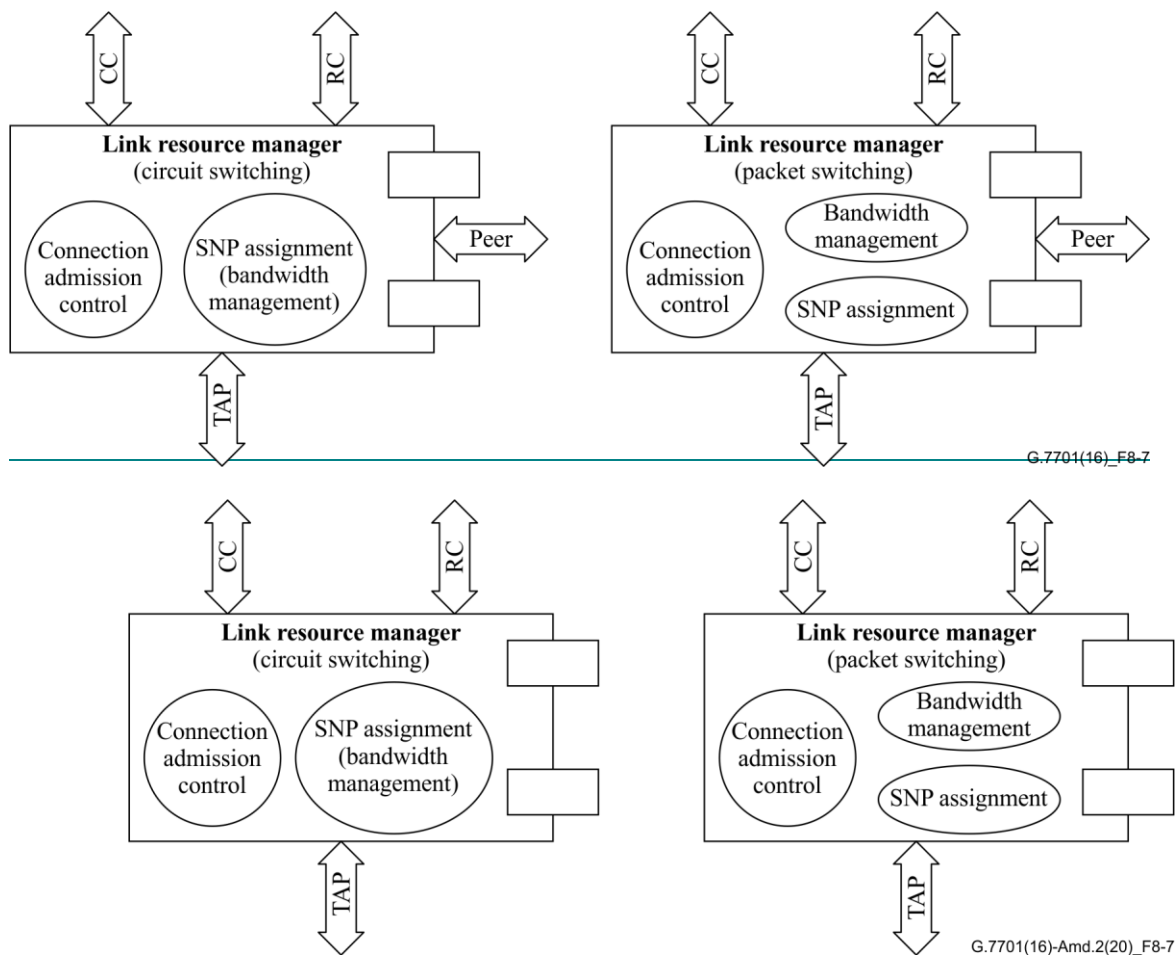 CC
RC
CC
RC
Link resource manager
(circuit switching)
Connection
admission
control
SNP assignment
(bandwidth
management)
Peer
TAP
Link resource manager
(packet switching)
Connection
admission
control
Bandwidth
management
SNP assignment
Peer
TAP
G.7701(16)_F8-7
CC
RC
CC
RC
Link resource manager
(circuit switching)
Connection
admission
control
SNP assignment
(bandwidth
management)
TAP
Link resource manager
(packet switching)
Connection
admission
control
Bandwidth
management
SNP assignment
TAP
G.7701(16)-Amd.2(20)_F8-7